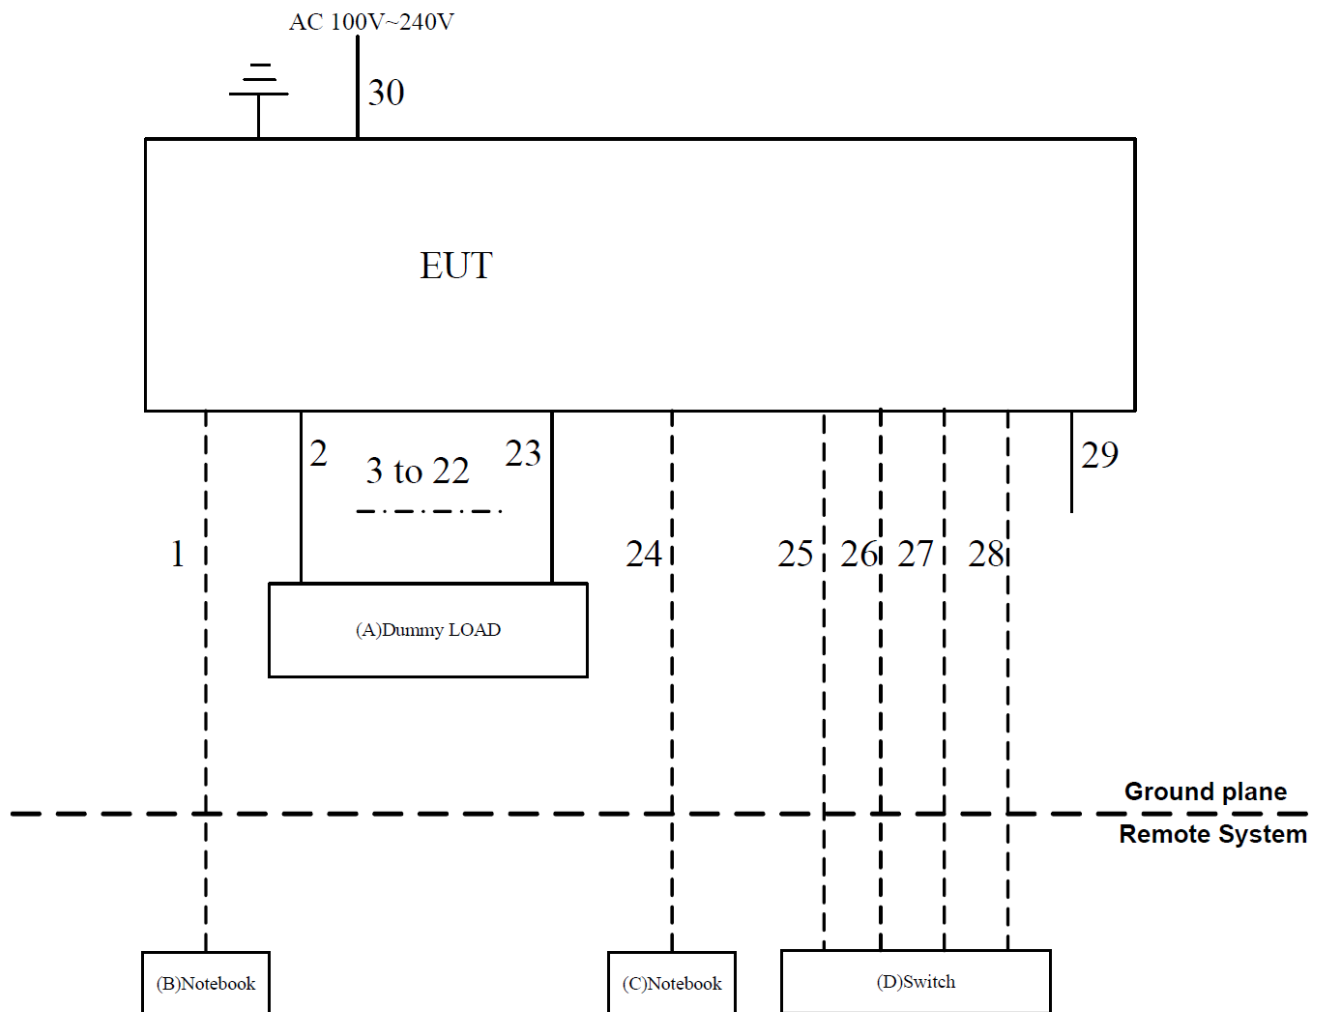 AC 100V~240V
30
EUT
2
3 to 22
23
29
1
24
25
26
27
28
(A)Dummy LOAD
Ground plane
Remote System
(B)Notebook
(C)Notebook
(D)Switch